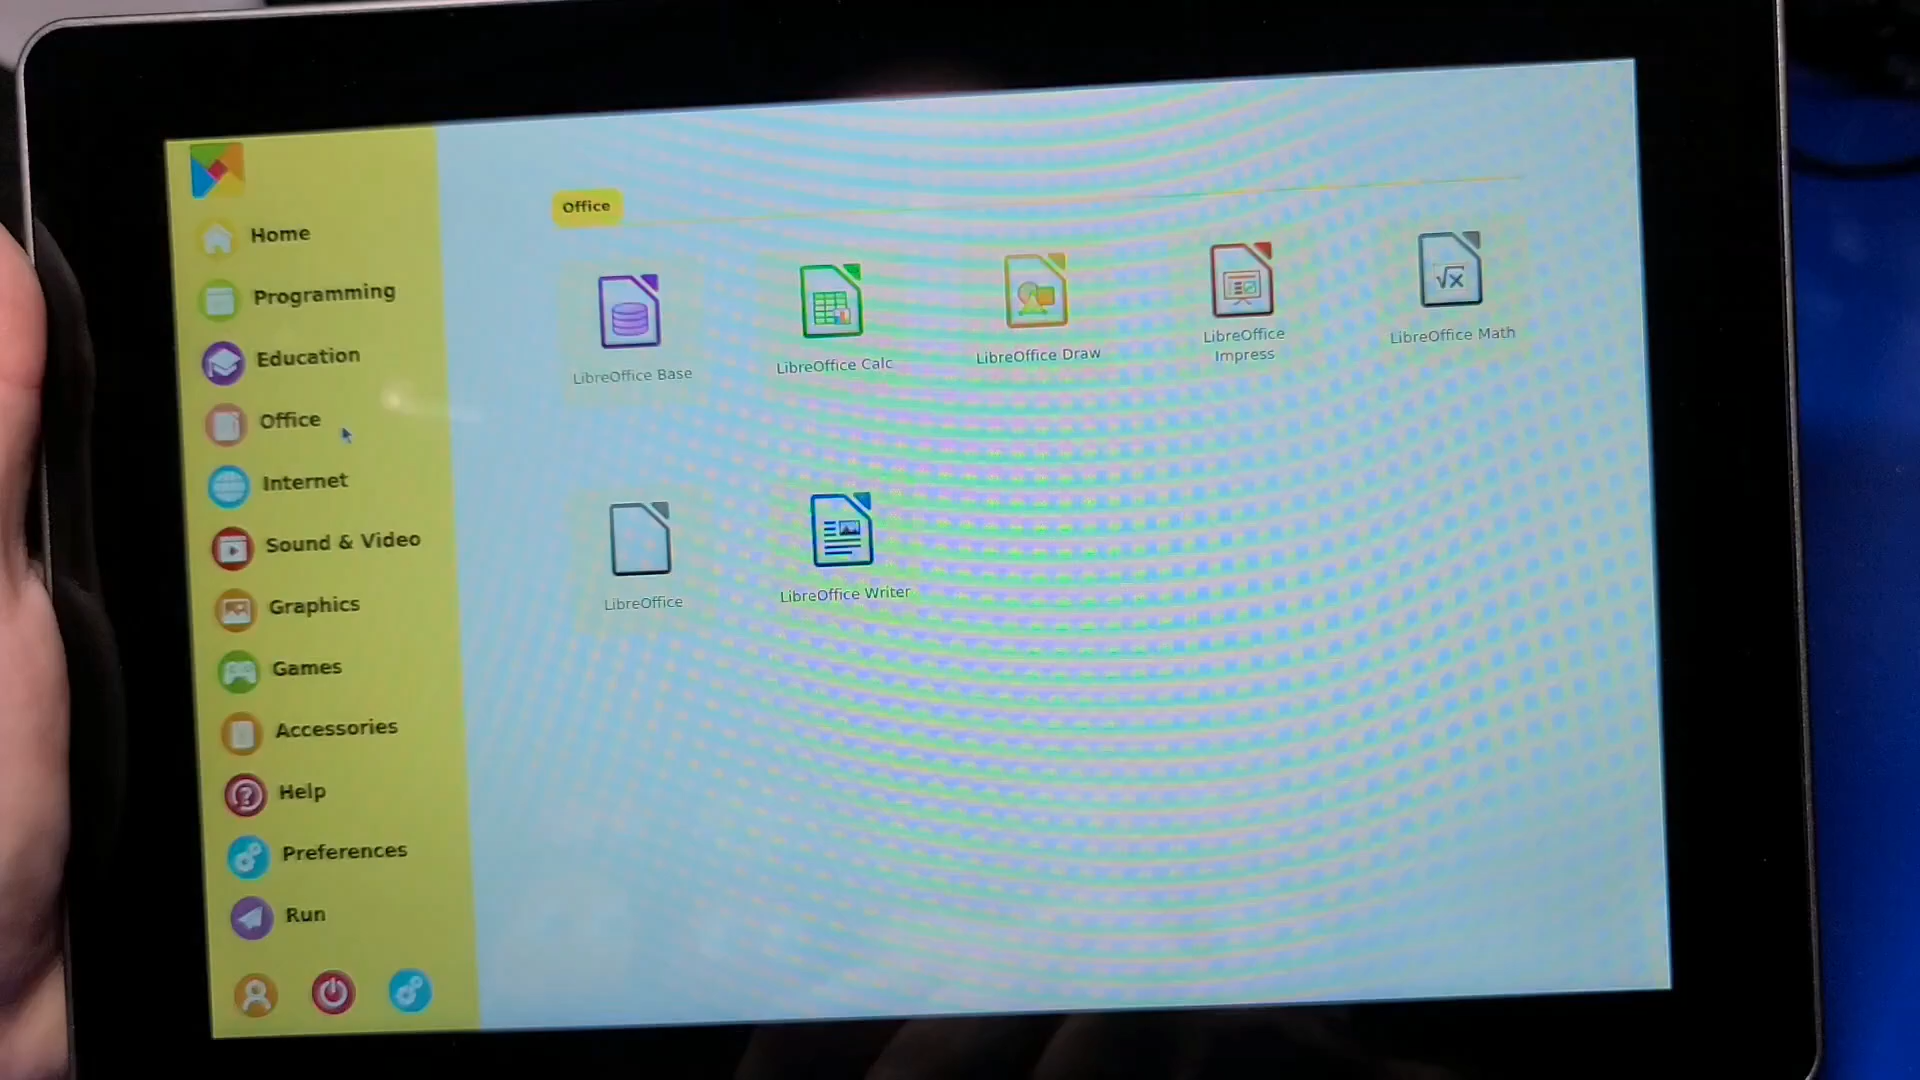 Home
Programming
Education
Office
Internet
Sound & Video
Graphics
Games
Accessories
Help
Preferences
Run
Office
LibreOffice Base
LibreOffice Calc
LibreOffice Draw
LibreOffice
Impress
LibreOffice Math
LibreOffice
LibreOffice Writer